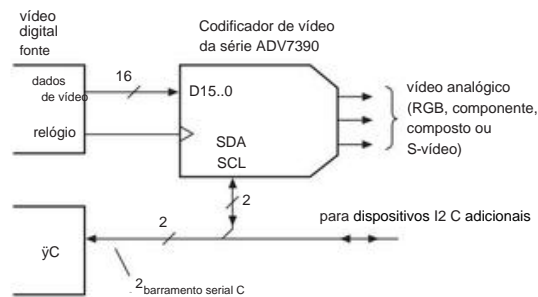 vídeo
digital
fonte
Codificador de vídeo
da série ADV7390
dados
de vídeo
16
D15..0
relógio
SDA
SCL
vídeo analógico
(RGB, componente,
composto ou
S-vídeo)
2
2
para dispositivos I2 C adicionais
ÿC
2 barramento serial C